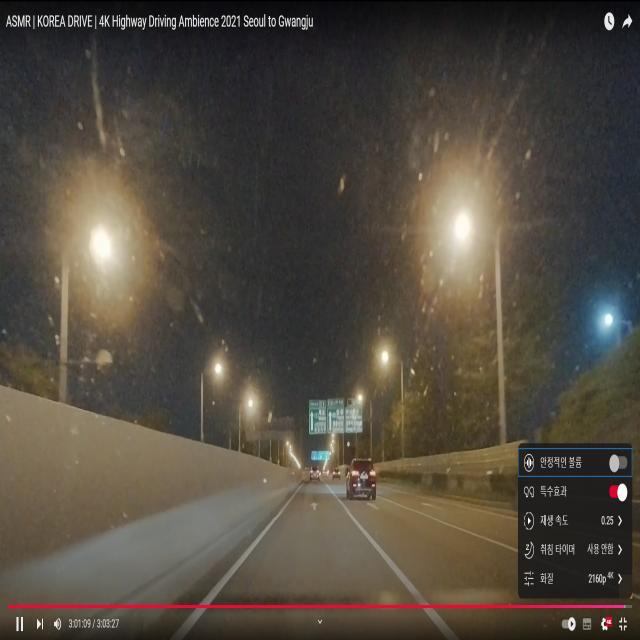 ASMR | KOREA DRIVE | 4K Highway Driving Ambience 2021 Seoul to Gwangju
안정적인 볼륨
특수효과
재생 속도 0.25
취침 타이머 사용 안함
화질 2160p 4K
3:01:09 / 3:03:27